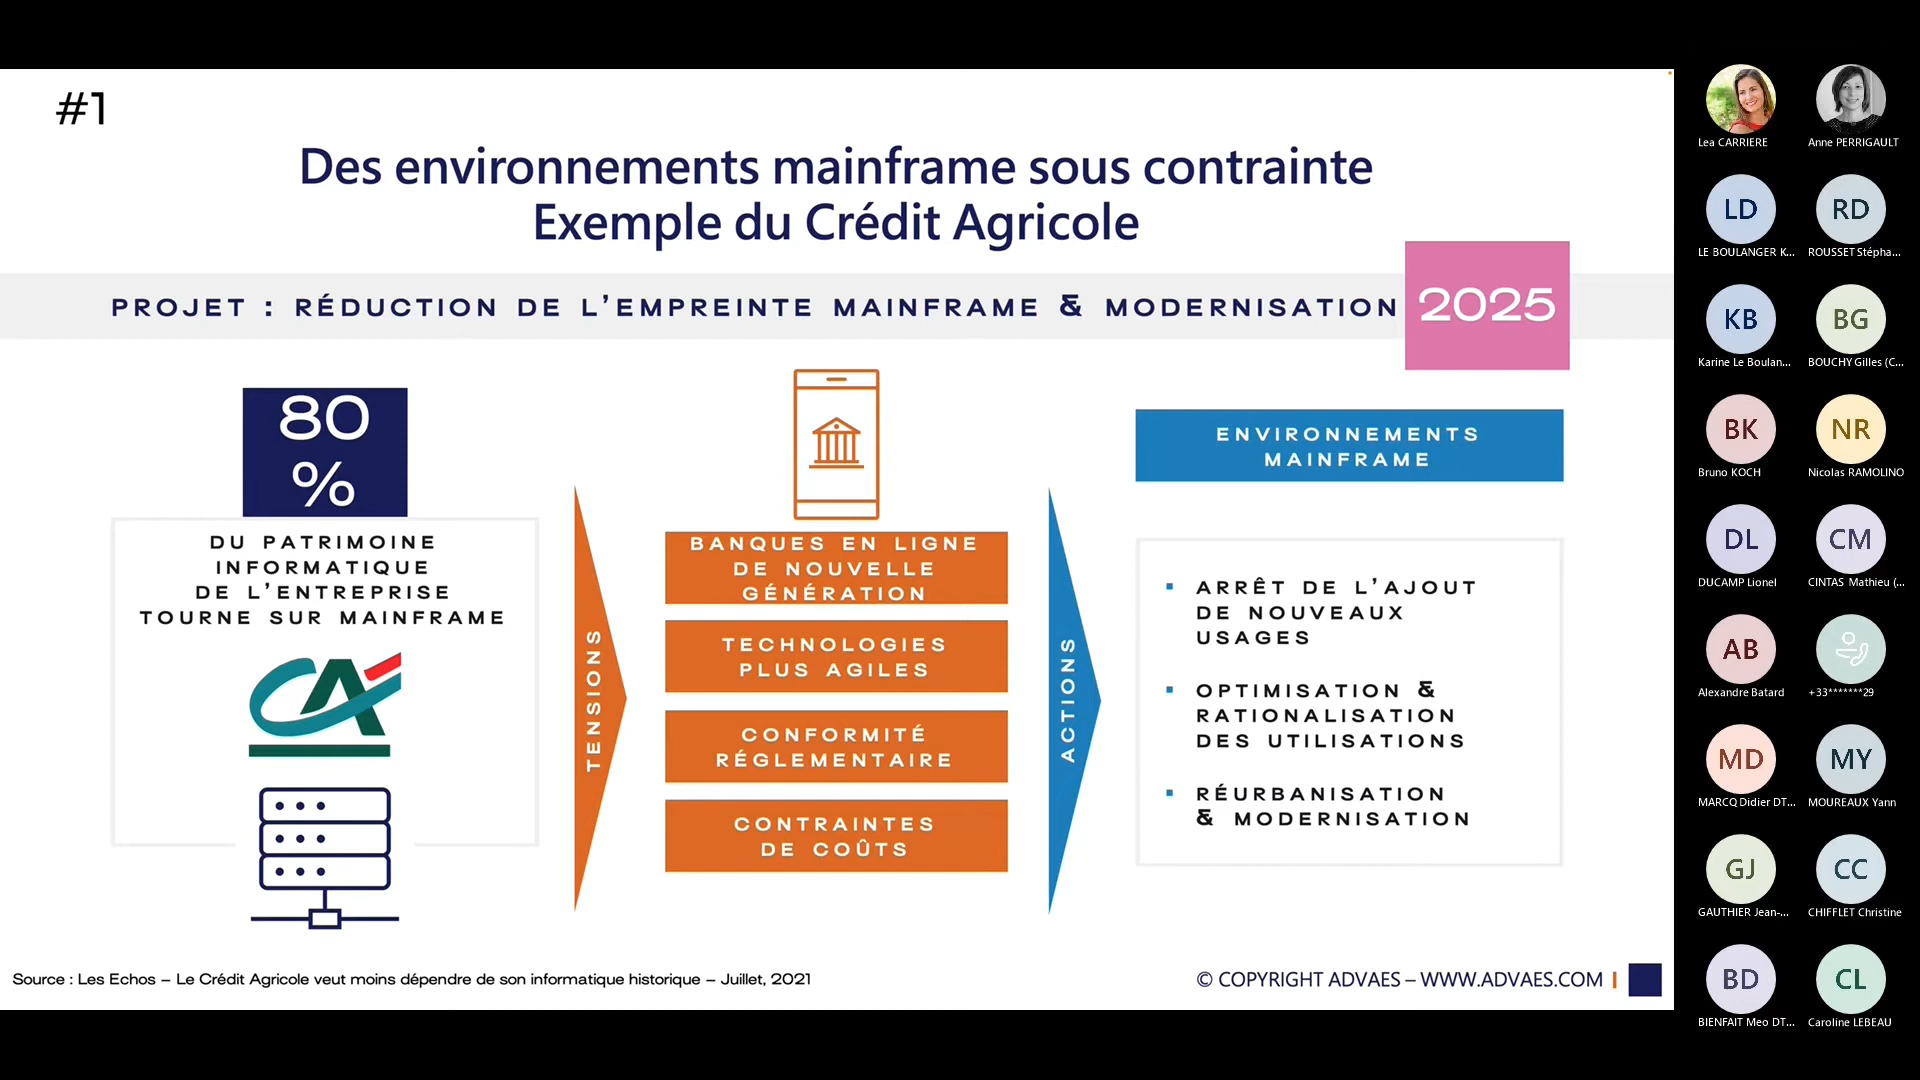 #1
Des environnements mainframe sous contrainte
Exemple du Crédit Agricole
PROJET : RÉDUCTION DE L'EMPREINTE MAINFRAME & MODERNISATION
2025
80
%
DU PATRIMOINE
INFORMATIQUE
DE L'ENTREPRISE
TOURNE SUR MAINFRAME
CA
TENSIONS
BANQUES EN LIGNE
DE NOUVELLE
GÉNÉRATION
TECHNOLOGIES
PLUS AGILES
CONFORMITÉ
RÉGLEMENTAIRE
CONTRAINTES
DE COÛTS
ACTIONS
ENVIRONNEMENTS
MAINFRAME
▪ ARRÊT DE L'AJOUT
DE NOUVEAUX
USAGES
▪ OPTIMISATION &
RATIONALISATION
DES UTILISATIONS
▪ RÉURBANISATION
& MODERNISATION
Source : Les Echos – Le Crédit Agricole veut moins dépendre de son informatique historique – Juillet, 2021
© COPYRIGHT ADVAES – WWW.ADVAES.COM
Lea CARRIERE
Anne PERRIGAULT
LD
RD
LE BOULANGER K...
ROUSSET Stépha...
KB
BG
Karine Le Boulan...
BOUCHY Gilles (C...
BK
NR
Bruno KOCH
Nicolas RAMOLINO
DL
CM
DUCAMP Lionel
CINTAS Mathieu (...
AB
Alexandre Batard
+33*******29
MD
MY
MARCQ Didier DT...
MOUREAUX Yann
GJ
CC
GAUTHIER Jean-...
CHIFFLET Christine
BD
CL
BIENFAIT Meo DT...
Caroline LEBEAU